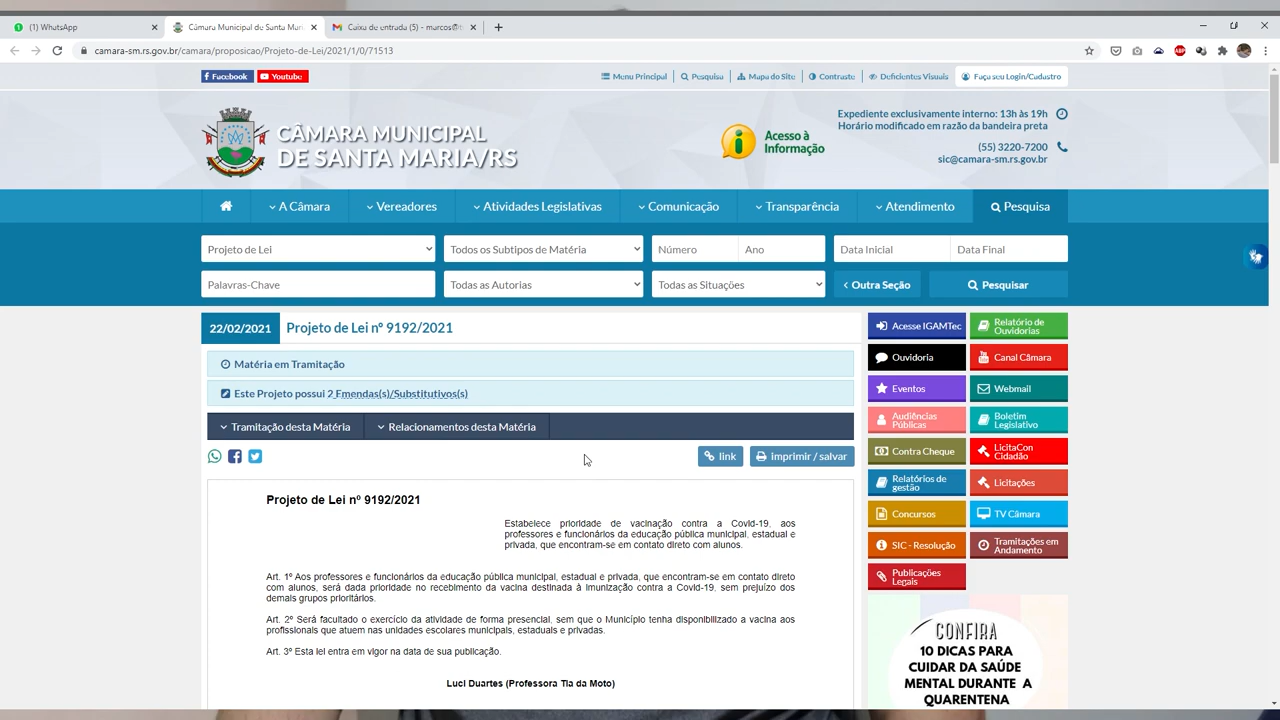 (1) WhatsApp
Câmara Municipal de Santa Mari
Caixa de entrada (5) - marcos@t
camara-sm.rs.gov.br/camara/proposicao/Projeto-de-Lei/2021/1/0/71513
Facebook
Youtube
Menu Principal
Pesquisa
Mapa do Site
Contraste
Deficientes Visuais
Faça seu Login/Cadastro
CÂMARA MUNICIPAL
DE SANTA MARIA/RS
Acesso à
Informação
Expediente exclusivamente interno: 13h às 19h
Horário modificado em razão da bandeira preta
(55) 3220-7200
sic@camara-sm.rs.gov.br
A Câmara
Vereadores
Atividades Legislativas
Comunicação
Transparência
Atendimento
Pesquisa
Projeto de Lei
Todos os Subtipos de Matéria
Número
Ano
Data Inicial
Data Final
Palavras-Chave
Todas as Autorias
Todas as Situações
Outra Seção
Pesquisar
22/02/2021
Projeto de Lei nº 9192/2021
Matéria em Tramitação
Este Projeto possui 2 Emendas(s)/Substitutivos(s)
Tramitação desta Matéria
Relacionamentos desta Matéria
link
imprimir / salvar
Projeto de Lei nº 9192/2021
Estabelece prioridade de vacinação contra a Covid-19, aos
professores e funcionários da educação pública municipal, estadual e
privada, que encontram-se em contato direto com alunos.
Art. 1º Aos professores e funcionários da educação pública municipal, estadual e privada, que encontram-se em contato direto
com alunos, será dada prioridade no recebimento da vacina destinada à imunização contra a Covid-19, sem prejuízo dos
demais grupos prioritários.
Art. 2º Será facultado o exercício da atividade de forma presencial, sem que o Município tenha disponibilizado a vacina aos
profissionais que atuem nas unidades escolares municipais, estaduais e privadas.
Art. 3º Esta lei entra em vigor na data de sua publicação.
Luci Duartes (Professora Tia da Moto)
Acesse IGAMTec
Relatório de
Ouvidorias
Ouvidoria
Canal Câmara
Eventos
Webmail
Audiências
Públicas
Boletim
Legislativo
Contra Cheque
LicitaCon
Cidadão
Relatórios de
gestão
Licitações
Concursos
TV Câmara
SIC - Resolução
Tramitações em
Andamento
Publicações
Legais
CONFIRA
10 DICAS PARA
CUIDAR DA SAÚDE
MENTAL DURANTE A
QUARENTENA